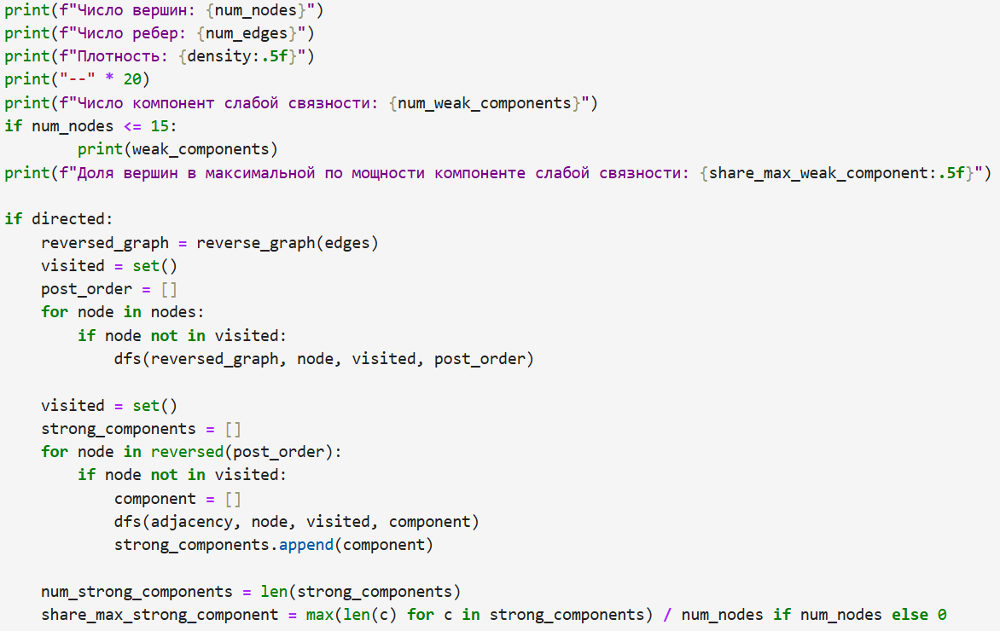 print(f"Число вершин: {num_nodes}")
print(f"Число ребер: {num_edges}")
print(f"Плотность: {density:.5f}")
print("--" * 20)
print(f"Число компонент слабой связности: {num_weak_components}")
if num_nodes <= 15:
        print(weak_components)
print(f"Доля вершин в максимальной по мощности компоненте слабой связности: {share_max_weak_component:.5f}")

if directed:
    reversed_graph = reverse_graph(edges)
    visited = set()
    post_order = []
    for node in nodes:
        if node not in visited:
            dfs(reversed_graph, node, visited, post_order)

    visited = set()
    strong_components = []
    for node in reversed(post_order):
        if node not in visited:
            component = []
            dfs(adjacency, node, visited, component)
            strong_components.append(component)

    num_strong_components = len(strong_components)
    share_max_strong_component = max(len(c) for c in strong_components) / num_nodes if num_nodes else 0